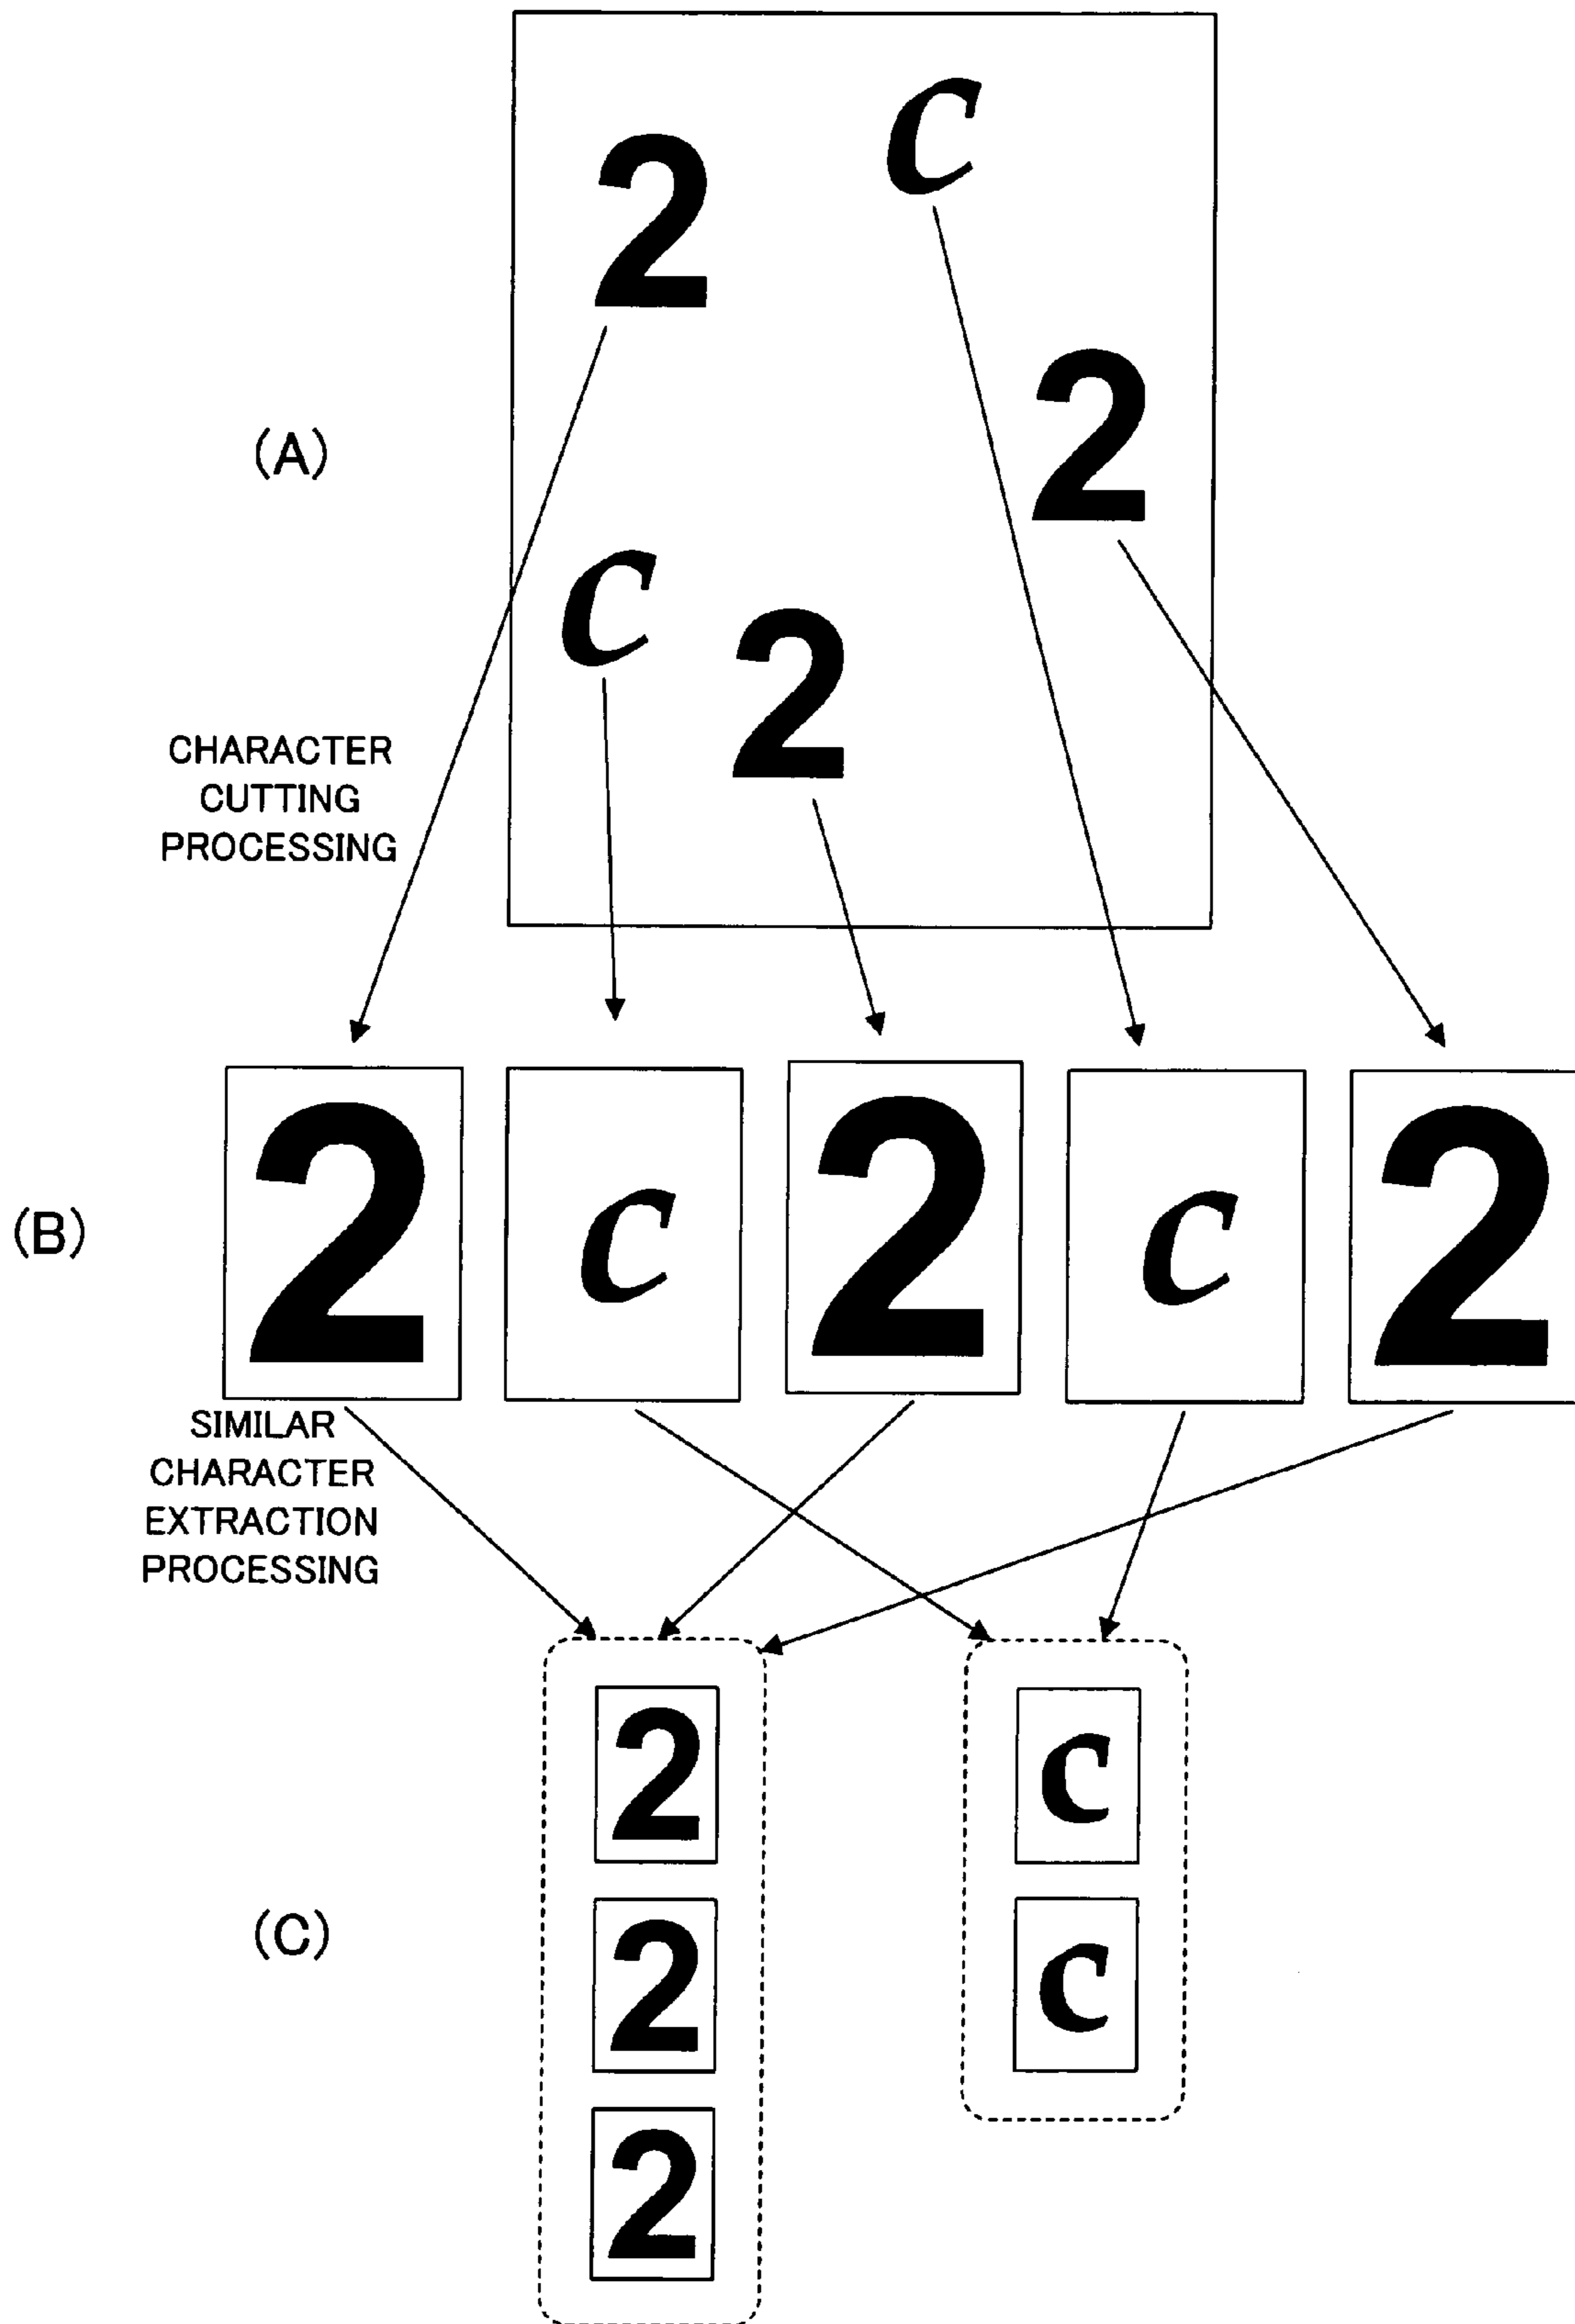 C
2
2
(A)
C
2
CHARACTER
CUTTING
PROCESSING
2 C 2 C 2
(B)
SIMILAR
CHARACTER
EXTRACTION
PROCESSING
2 C
2 C
(C)
2